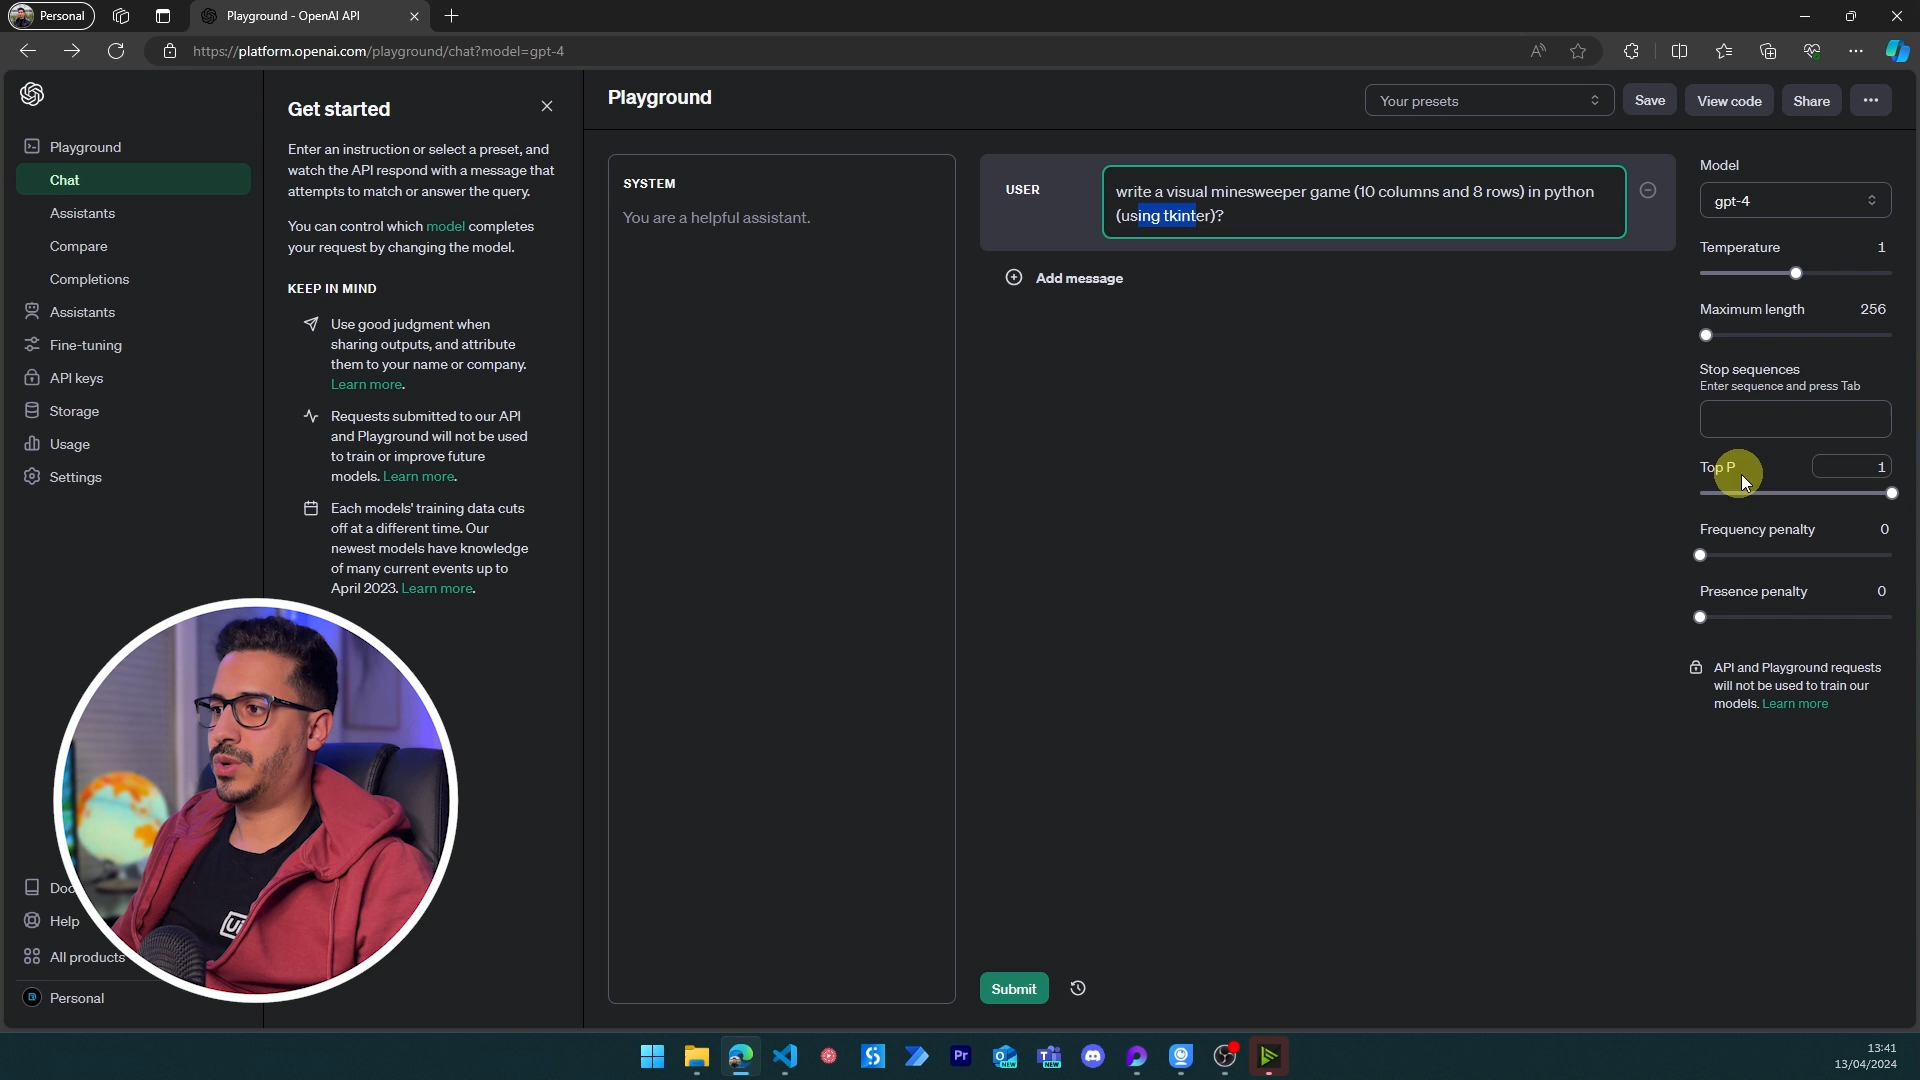 Personal
Playground - OpenAI API
https://platform.openai.com/playground/chat?model=gpt-4
Playground
Chat
Assistants
Compare
Completions
Assistants
Fine-tuning
API keys
Storage
Usage
Settings
Help
All products
Personal
Get started
Enter an instruction or select a preset, and
watch the API respond with a message that
attempts to match or answer the query.
You can control which model completes
your request by changing the model.
KEEP IN MIND
Use good judgment when
sharing outputs, and attribute
them to your name or company.
Learn more.
Requests submitted to our API
and Playground will not be used
to train or improve future
models. Learn more.
Each models' training data cuts
off at a different time. Our
newest models have knowledge
of many current events up to
April 2023. Learn more.
Playground
Your presets
Save
View code
Share
SYSTEM
You are a helpful assistant.
USER
write a visual minesweeper game (10 columns and 8 rows) in python
(using tkinter)?
Add message
Submit
Model
gpt-4
Temperature 1
Maximum length 256
Stop sequences
Enter sequence and press Tab
Top P 1
Frequency penalty 0
Presence penalty 0
API and Playground requests
will not be used to train our
models. Learn more
Pr
NEW
NEW
13:41
13/04/2024